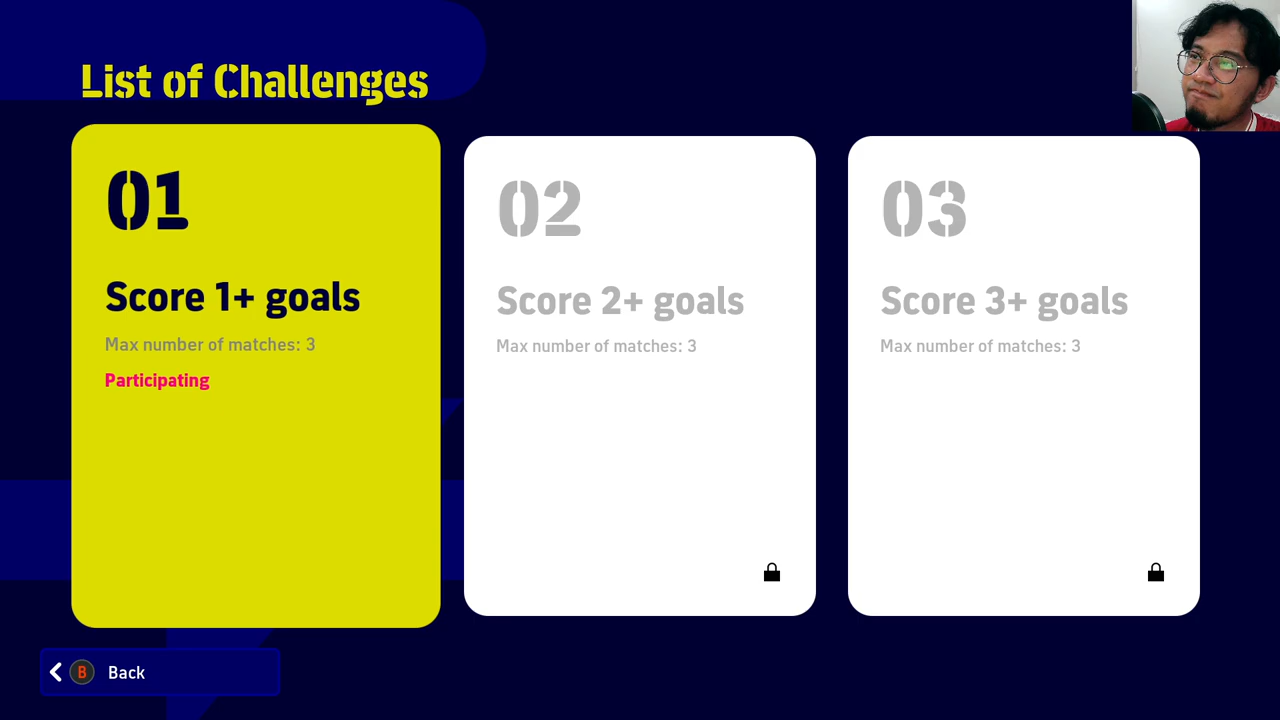 List of Challenges
01
Score 1+ goals
Max number of matches: 3
Participating
02
Score 2+ goals
Max number of matches: 3
03
Score 3+ goals
Max number of matches: 3
B Back